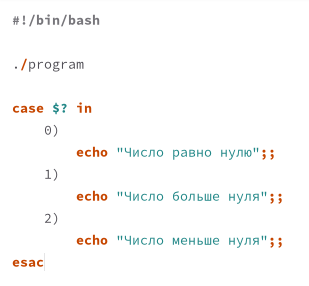 #!/bin/bash
./program
case $? in
0)
echo "Число равно нулю";;
1)
echo "Число больше нуля";;
2)
echo "Число меньше нуля";;
esac